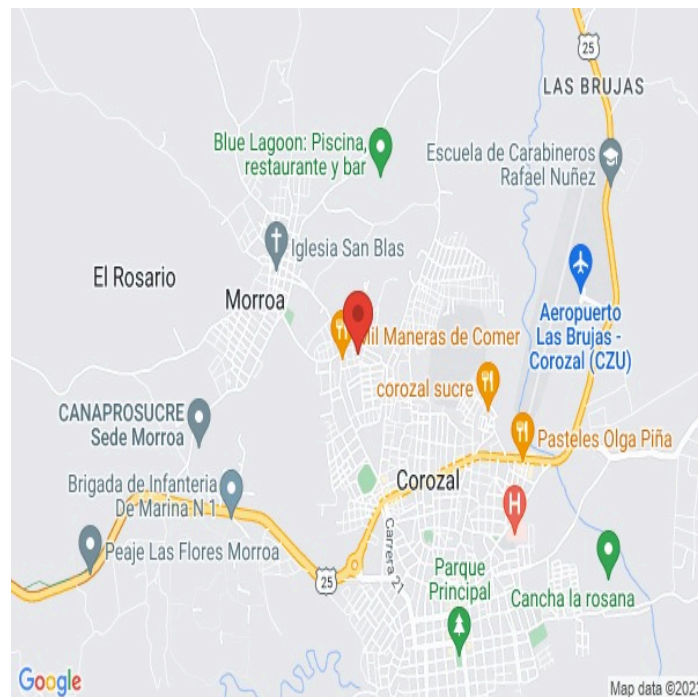 25
LAS BRUJAS
Blue Lagoon: Piscina,
restaurante y bar
Escuela de Carabineros
Rafael Nuñez
Iglesia San Blas
El Rosario
Morroa
Aeropuerto
Las Brujas -
Corozal (CZU)
Mil Maneras de Comer
corozal sucre
CANAPROSUCRE
Sede Morroa
Pasteles Olga Piña
Brigada de Infanteria
De Marina N 1
Corozal
H
Peaje Las Flores Morroa
Carrera 21
25
Parque
Principal
Cancha la rosana
Google
Map data